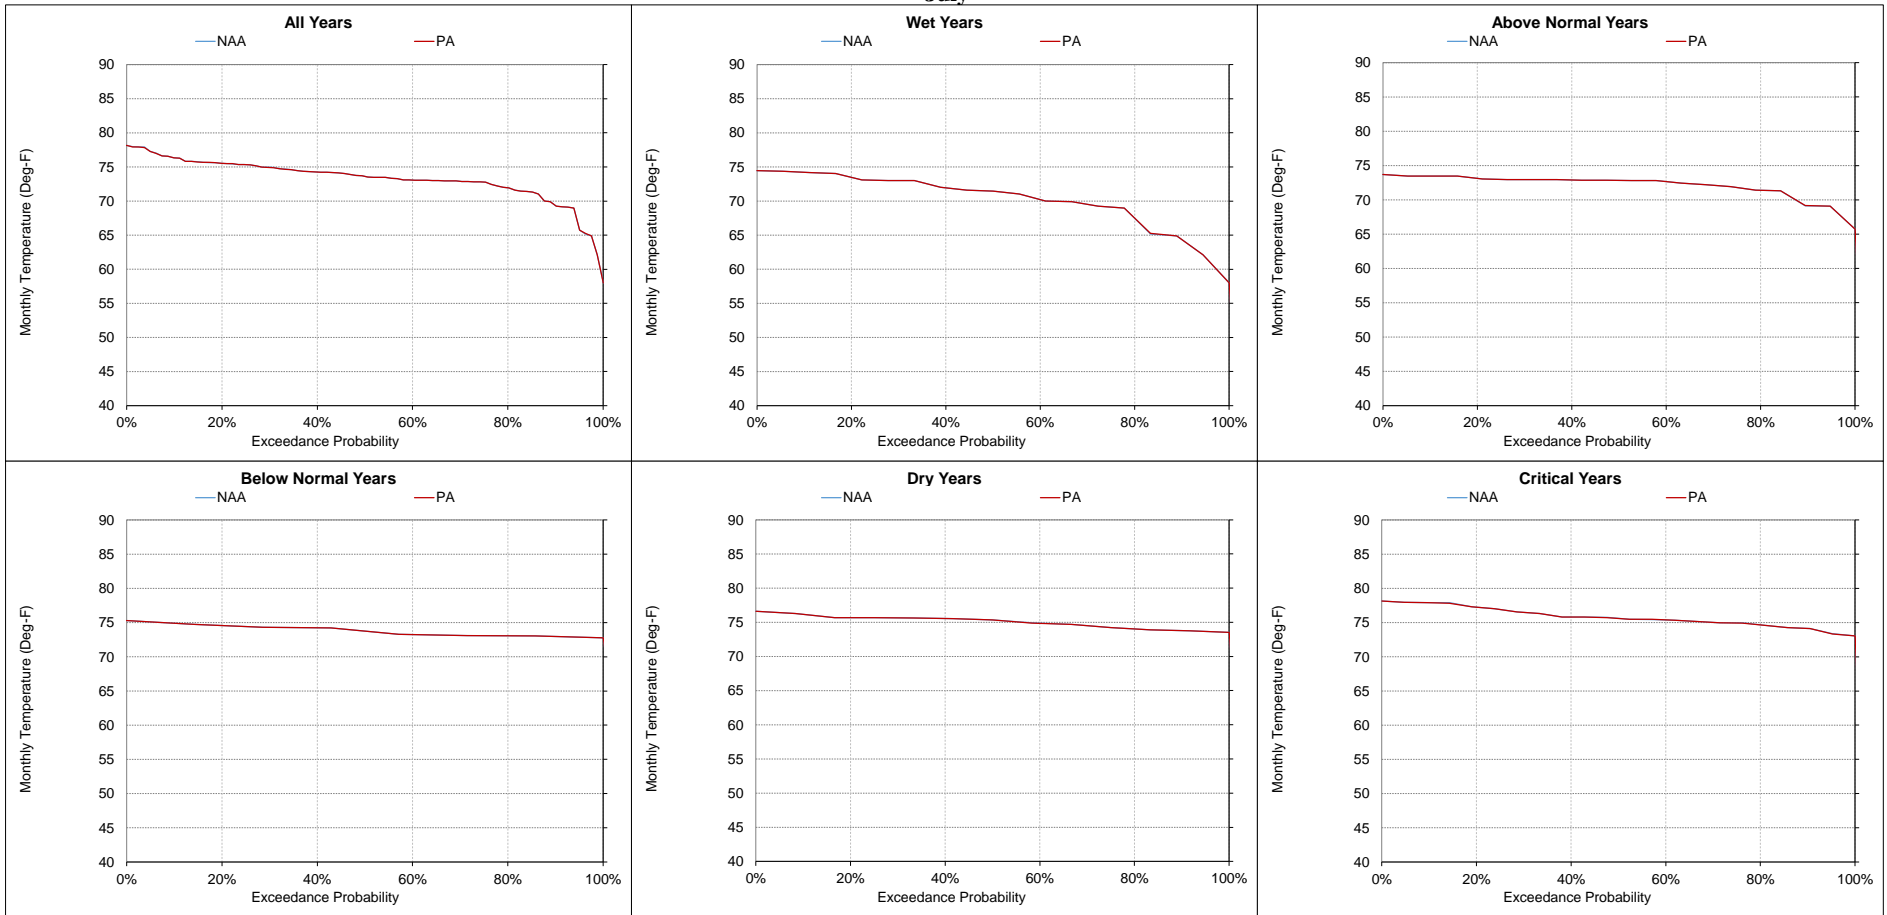 July
All Years
NAA PA
90
85
80
75
70
65
60
55
50
45
40
0% 20% 40% 60% 80% 100%
Monthly Temperature (Deg-F)
Exceedance Probability
Wet Years
NAA PA
90
85
80
75
70
65
60
55
50
45
40
0% 20% 40% 60% 80% 100%
Monthly Temperature (Deg-F)
Exceedance Probability
Above Normal Years
NAA PA
90
85
80
75
70
65
60
55
50
45
40
0% 20% 40% 60% 80% 100%
Monthly Temperature (Deg-F)
Exceedance Probability
Below Normal Years
NAA PA
90
85
80
75
70
65
60
55
50
45
40
0% 20% 40% 60% 80% 100%
Monthly Temperature (Deg-F)
Exceedance Probability
Dry Years
NAA PA
90
85
80
75
70
65
60
55
50
45
40
0% 20% 40% 60% 80% 100%
Monthly Temperature (Deg-F)
Exceedance Probability
Critical Years
NAA PA
90
85
80
75
70
65
60
55
50
45
40
0% 20% 40% 60% 80% 100%
Monthly Temperature (Deg-F)
Exceedance Probability